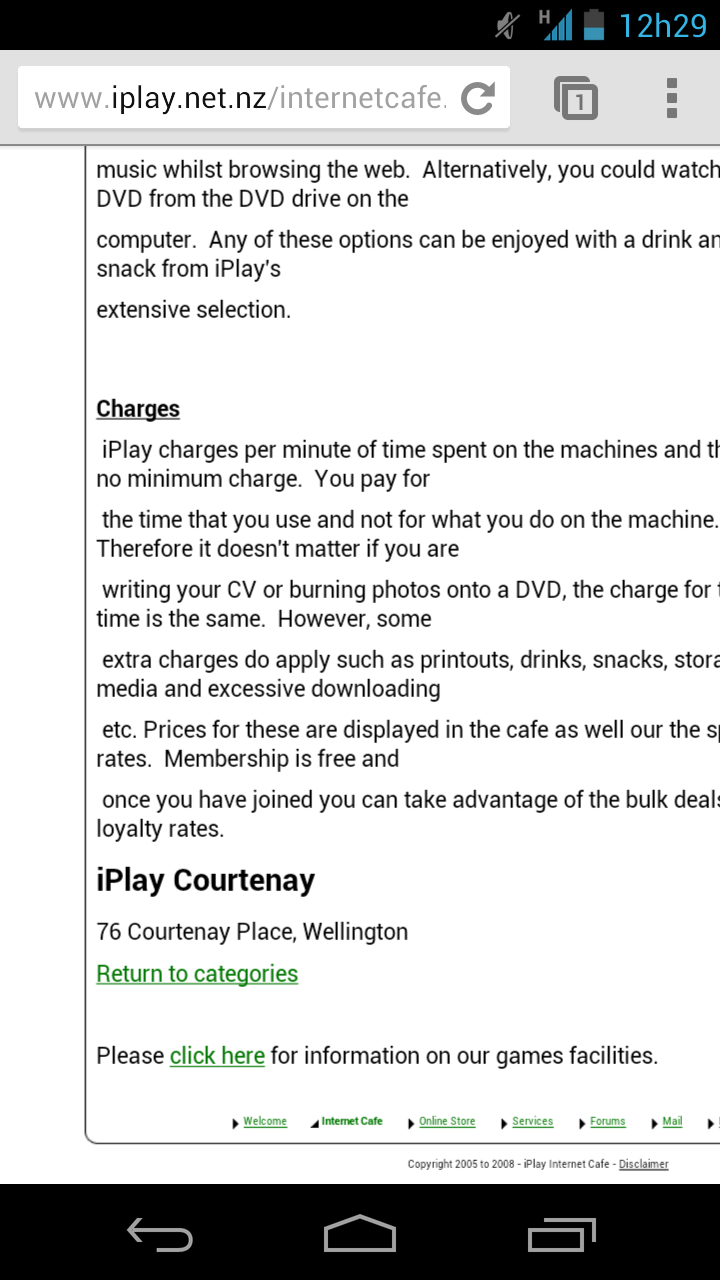 H 12h29
www.iplay.net.nz/internetcafe.
1
music whilst browsing the web.  Alternatively, you could watch
DVD from the DVD drive on the
computer.  Any of these options can be enjoyed with a drink an
snack from iPlay's
extensive selection.
Charges
iPlay charges per minute of time spent on the machines and th
no minimum charge.  You pay for
the time that you use and not for what you do on the machine.
Therefore it doesn't matter if you are
writing your CV or burning photos onto a DVD, the charge for t
time is the same.  However, some
extra charges do apply such as printouts, drinks, snacks, stora
media and excessive downloading
etc. Prices for these are displayed in the cafe as well our the sp
rates.  Membership is free and
once you have joined you can take advantage of the bulk deals
loyalty rates.
iPlay Courtenay
76 Courtenay Place, Wellington
Return to categories
Please click here for information on our games facilities.
Welcome Internet Cafe Online Store Services Forums Mail
Copyright 2005 to 2008 - iPlay Internet Cafe - Disclaimer